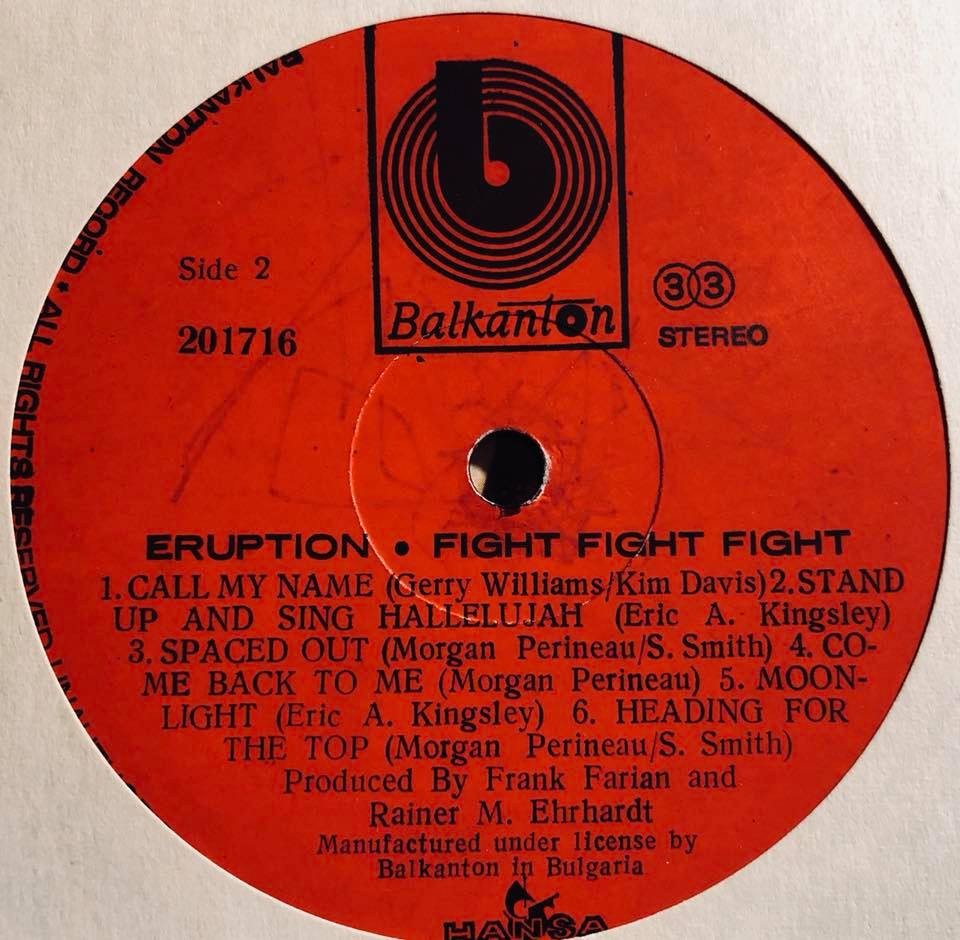 b
Balkanton
Side 2
201716
33
STEREO
BALKANTON RECORD * ALL RIGHTS RESERVED
ERUPTION • FIGHT FIGHT FIGHT
1. CALL MY NAME (Gerry Williams/Kim Davis) 2. STAND
UP AND SING HALLELUJAH (Eric A. Kingsley)
3. SPACED OUT (Morgan Perineau/S. Smith) 4. CO-
ME BACK TO ME (Morgan Perineau) 5. MOON-
LIGHT (Eric A. Kingsley) 6. HEADING FOR
THE TOP (Morgan Perineau/S. Smith)
Produced By Frank Farian and
Rainer M. Ehrhardt
Manufactured under license by
Balkanton in Bulgaria
HANSA